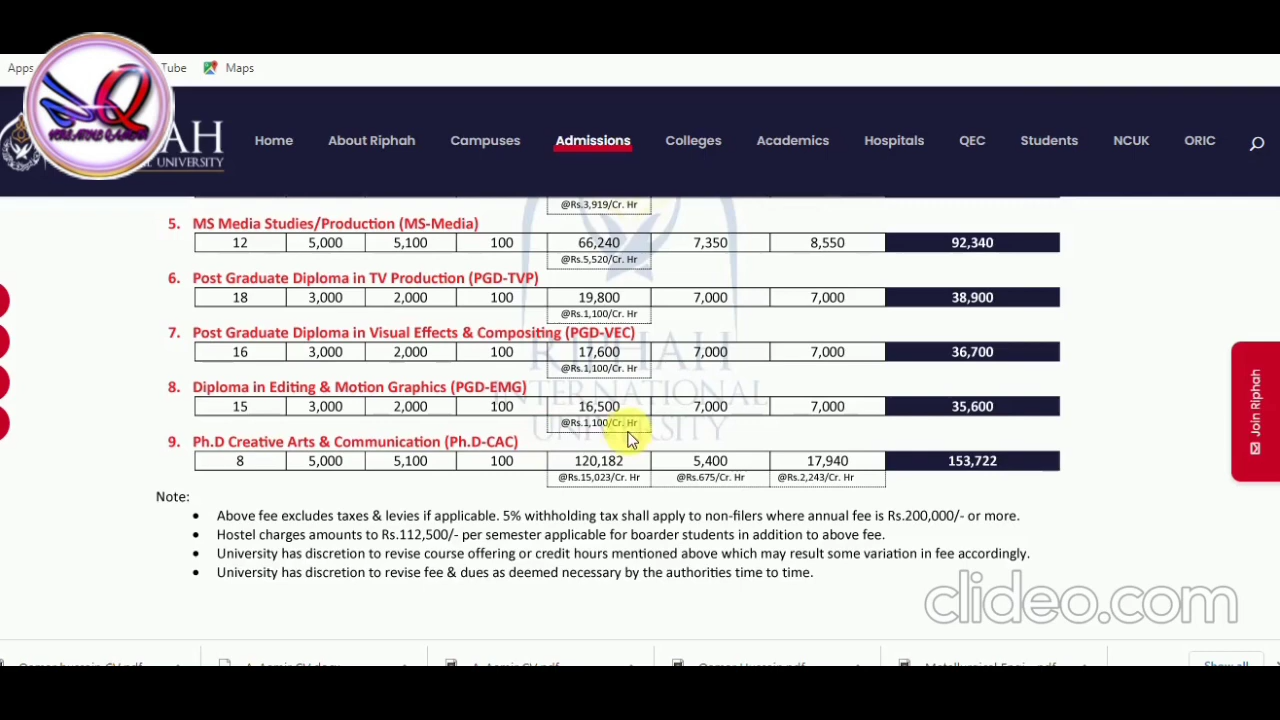 Apps Tube Maps
AH
UNIVERSITY
Home About Riphah Campuses Admissions Colleges Academics Hospitals QEC Students NCUK ORIC
@Rs.3,919/Cr. Hr
5. MS Media Studies/Production (MS-Media)
12 5,000 5,100 100 66,240 7,350 8,550 92,340
@Rs.5,520/Cr. Hr
6. Post Graduate Diploma in TV Production (PGD-TVP)
18 3,000 2,000 100 19,800 7,000 7,000 38,900
@Rs.1,100/Cr. Hr
7. Post Graduate Diploma in Visual Effects & Compositing (PGD-VEC)
16 3,000 2,000 100 17,600 7,000 7,000 36,700
@Rs.1,100/Cr. Hr
8. Diploma in Editing & Motion Graphics (PGD-EMG)
15 3,000 2,000 100 16,500 7,000 7,000 35,600
@Rs.1,100/Cr. Hr
9. Ph.D Creative Arts & Communication (Ph.D-CAC)
8 5,000 5,100 100 120,182 5,400 17,940 153,722
@Rs.15,023/Cr. Hr @Rs.675/Cr. Hr @Rs.2,243/Cr. Hr
RIPHAH
INTERNATIONAL
UNIVERSITY
Join Riphah
Note:
• Above fee excludes taxes & levies if applicable. 5% withholding tax shall apply to non-filers where annual fee is Rs.200,000/- or more.
• Hostel charges amounts to Rs.112,500/- per semester applicable for boarder students in addition to above fee.
• University has discretion to revise course offering or credit hours mentioned above which may result some variation in fee accordingly.
• University has discretion to revise fee & dues as deemed necessary by the authorities time to time.
clideo.com
Show all